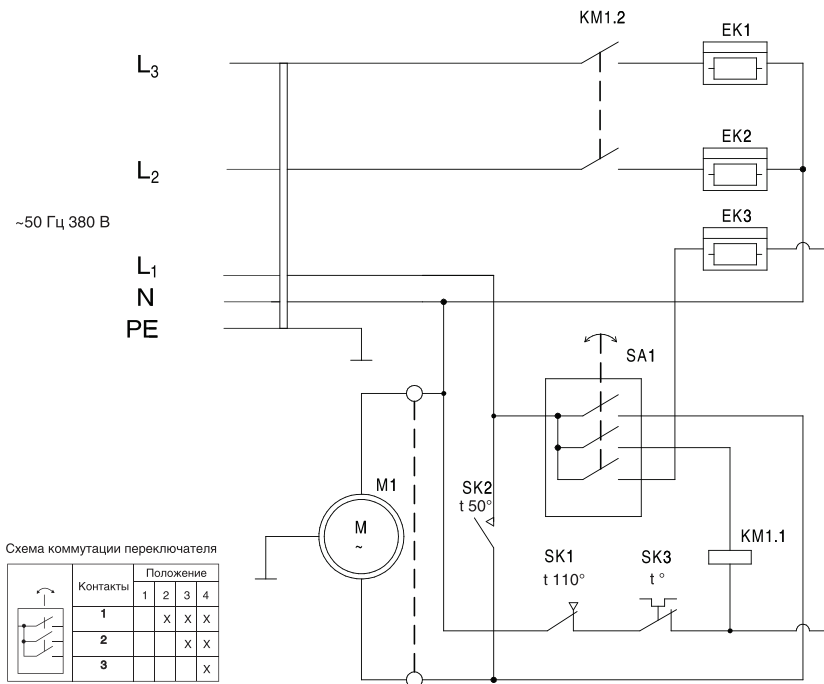 KM1.2
EK1
L3
EK2
L2
~50 Гц 380 В
EK3
L1
N
PE
SA1
M1
SK2
t 50°
M
~
KM1.1
SK1
t 110°
SK3
t °
Схема коммутации переключателя
Контакты
Положение
1 2 3 4
1 X X X
2 X X
3 X